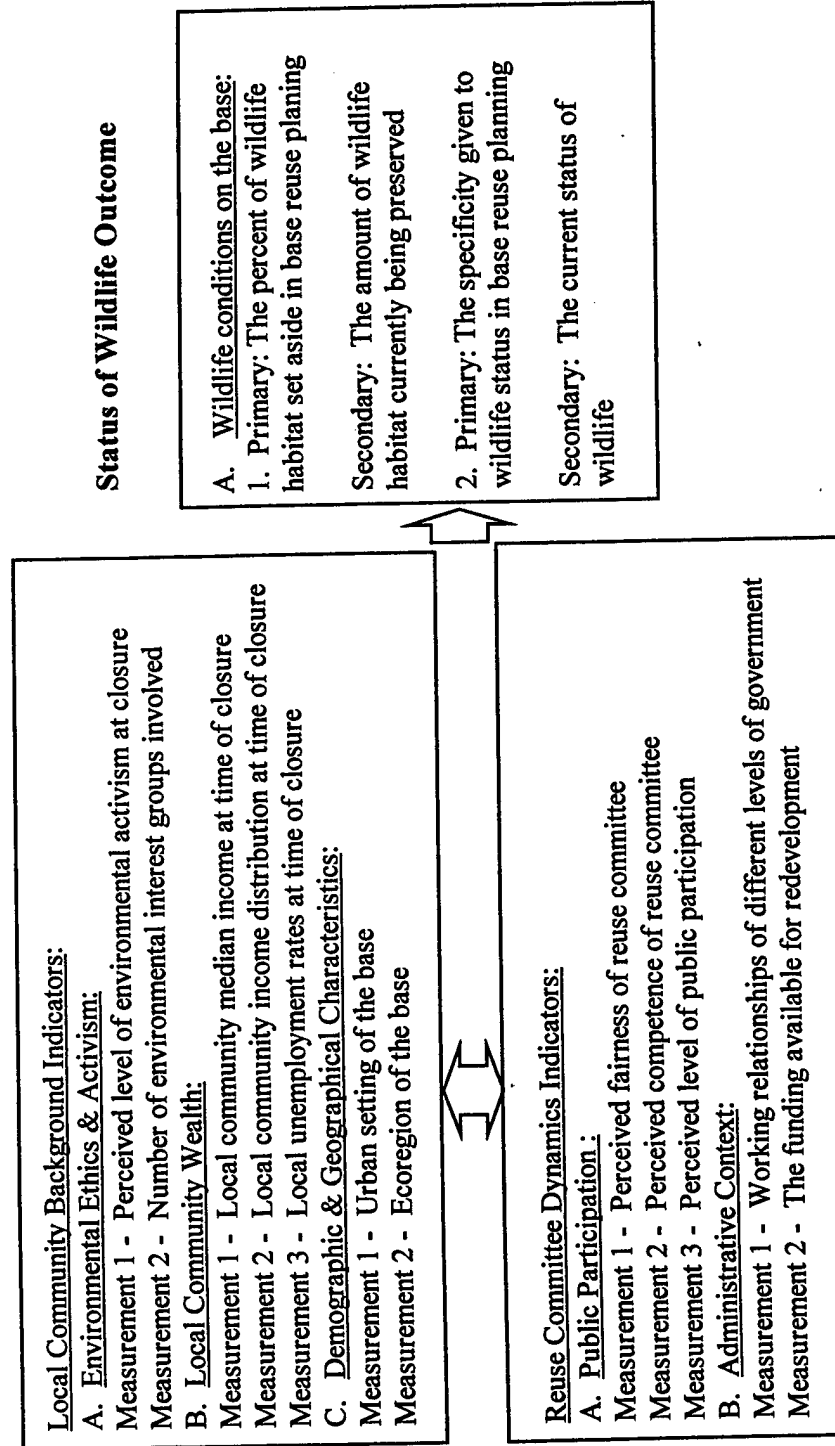 Local Community Background Indicators:
A. Environmental Ethics & Activism:
Measurement 1 - Perceived level of environmental activism at closure
Measurement 2 - Number of environmental interest groups involved
B. Local Community Wealth:
Measurement 1 - Local community median income at time of closure
Measurement 2 - Local community income distribution at time of closure
Measurement 3 - Local unemployment rates at time of closure
C. Demographic & Geographical Characteristics:
Measurement 1 - Urban setting of the base
Measurement 2 - Ecoregion of the base
Reuse Committee Dynamics Indicators:
A. Public Participation :
Measurement 1 - Perceived fairness of reuse committee
Measurement 2 - Perceived competence of reuse committee
Measurement 3 - Perceived level of public participation
B. Administrative Context:
Measurement 1 - Working relationships of different levels of government
Measurement 2 - The funding available for redevelopment
Status of Wildlife Outcome
A. Wildlife conditions on the base:
1. Primary: The percent of wildlife
habitat set aside in base reuse planing
Secondary: The amount of wildlife
habitat currently being preserved
2. Primary: The specificity given to
wildlife status in base reuse planning
Secondary: The current status of
wildlife